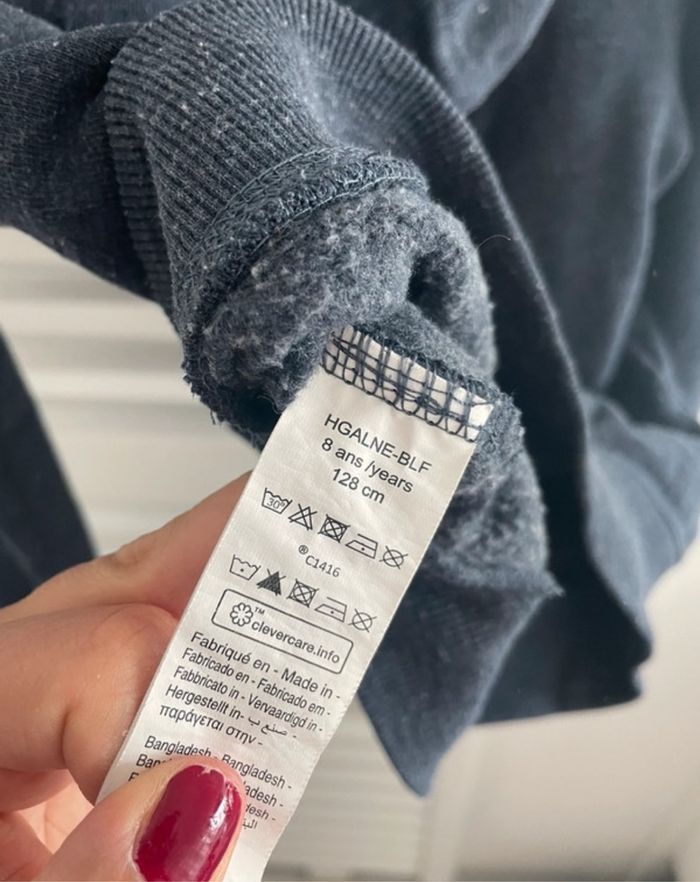 HGALNE-BLF
8 ans /years
128 cm
30°
®C1416
™
clevercare.info
Fabriqué en - Made in -
Fabricado en - Fabricado em -
Fabbricato in - Vervaardigd in -
Hergestellt in - صنع ب -
παράγεται στην -
Bangladesh - Bangladesh -